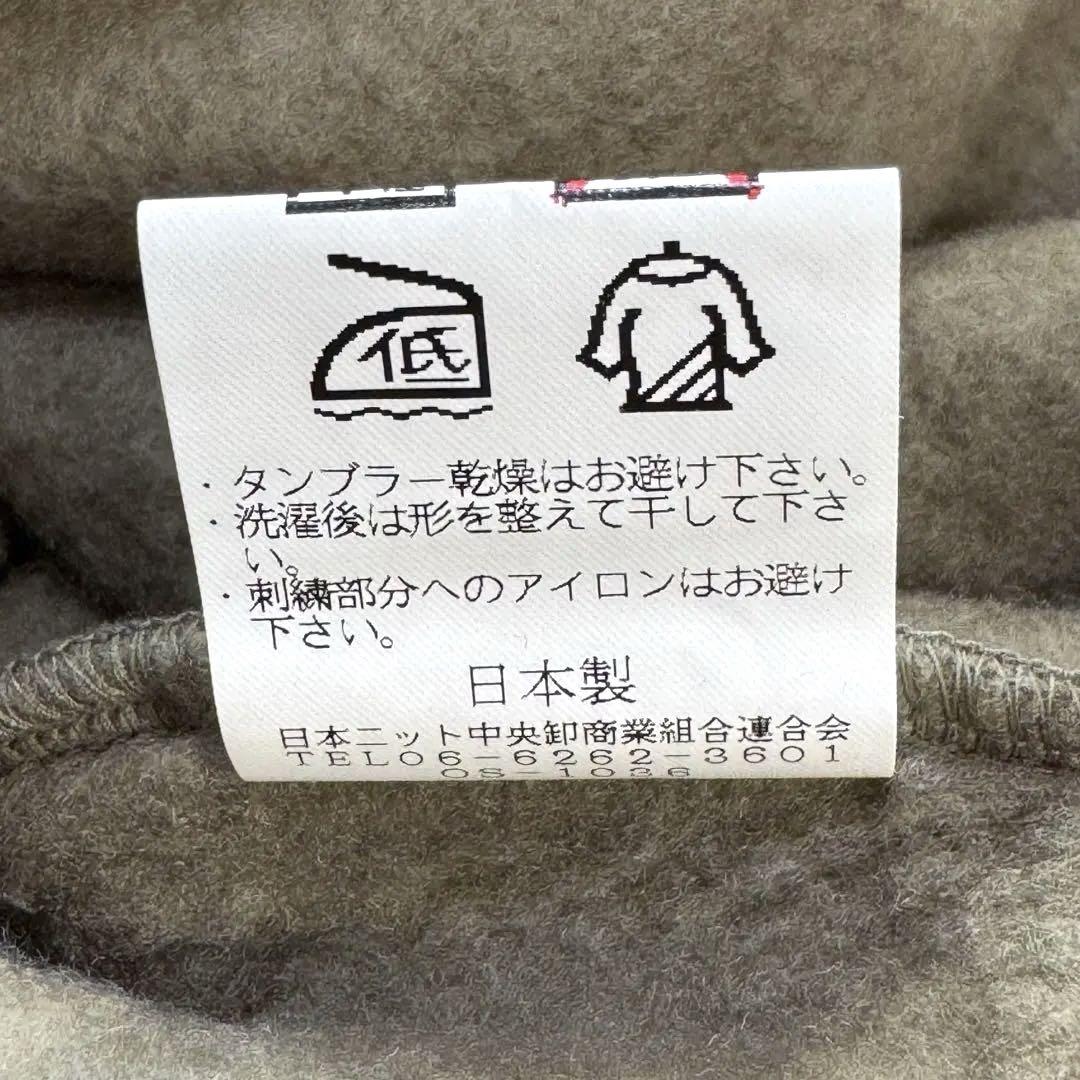 低
・タンブラー乾燥はお避け下さい。
・洗濯後は形を整えて干して下さ
い。
・刺繍部分へのアイロンはお避け
下さい。
日本製
日本ニット中央卸商業組合連合会
TEL06-6262-3601
OS-1026